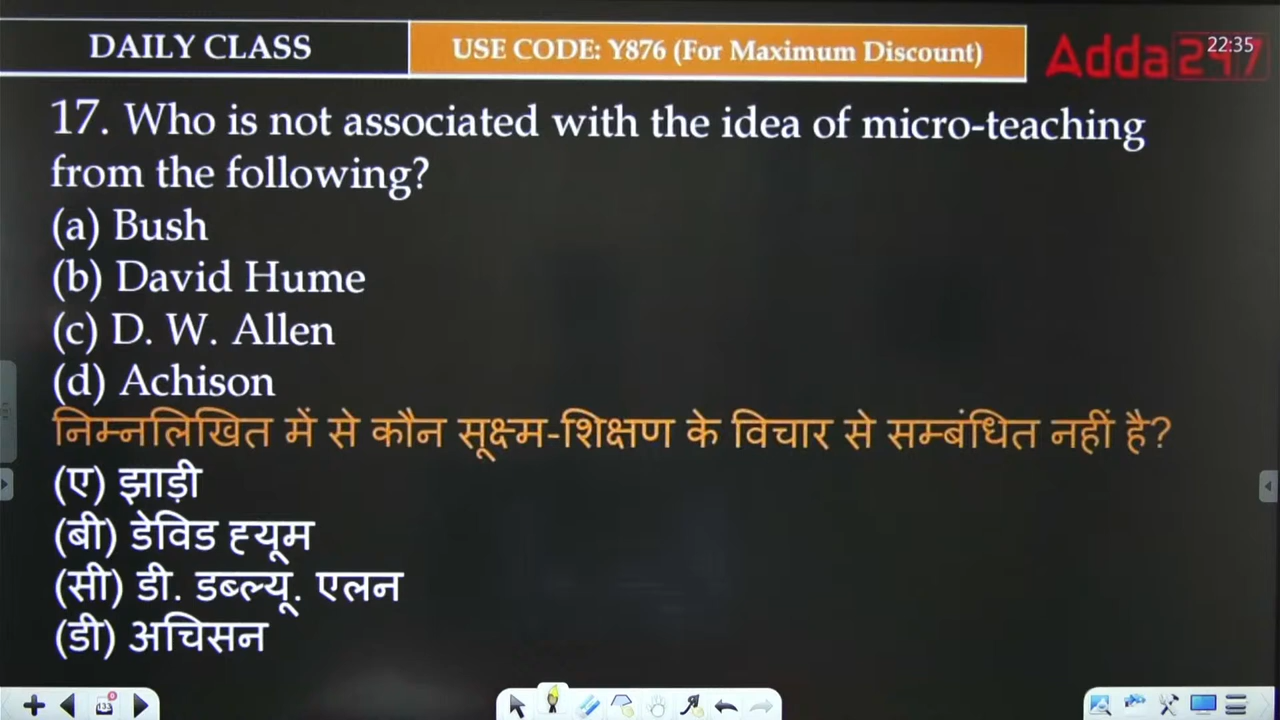 DAILY CLASS
USE CODE: Y876 (For Maximum Discount)
Adda247
22:35
17. Who is not associated with the idea of micro-teaching
from the following?
(a) Bush
(b) David Hume
(c) D. W. Allen
(d) Achison
निम्नलिखित में से कौन सूक्ष्म-शिक्षण के विचार से सम्बंधित नहीं है?
(ए) झाड़ी
(बी) डेविड ह्यूम
(सी) डी. डब्ल्यू. एलन
(डी) अचिसन
133